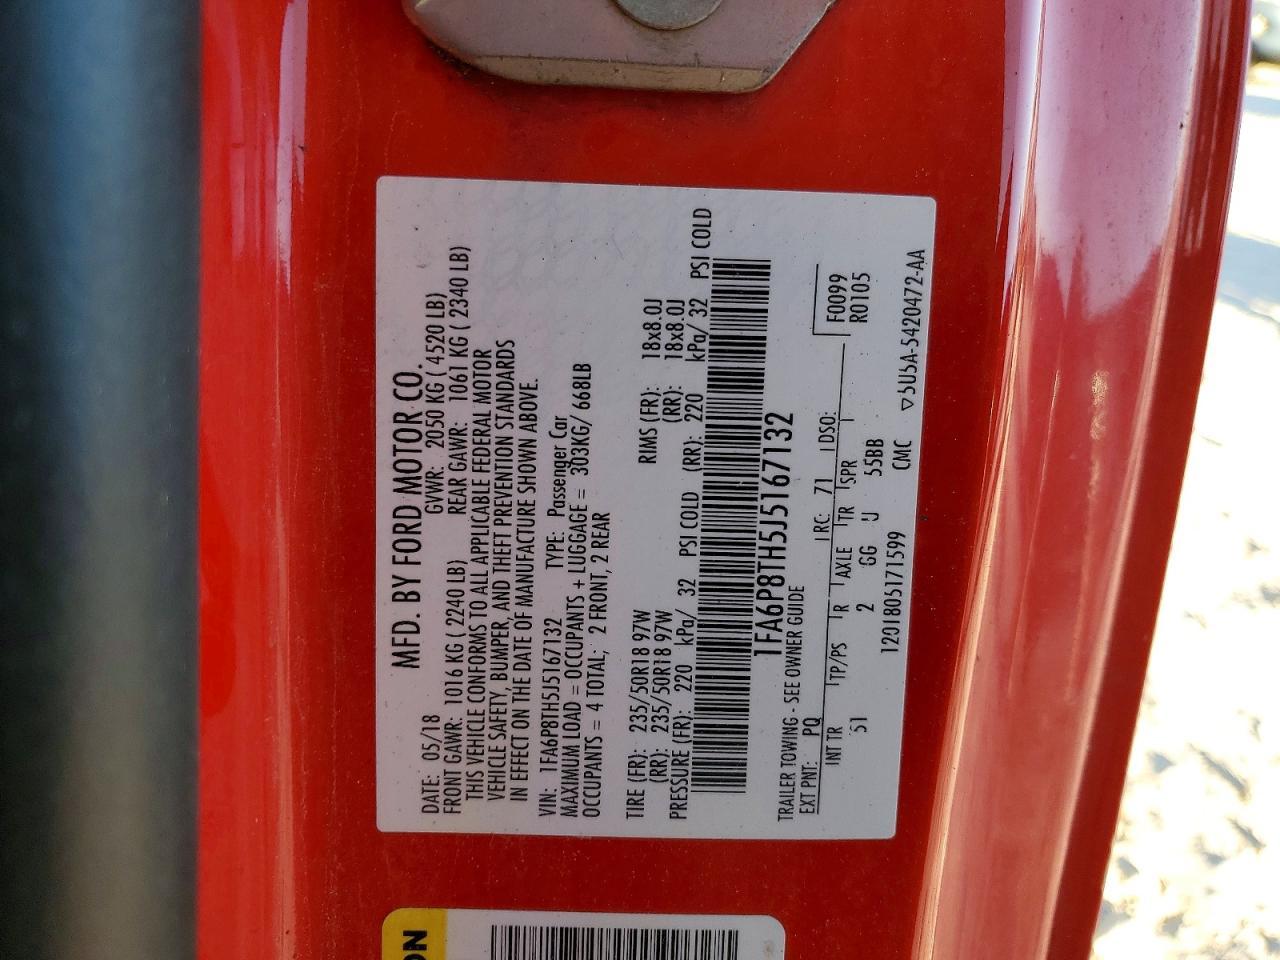 MFD. BY FORD MOTOR CO.
DATE: 05/18 GVWR: 2050 KG ( 4520 LB)
FRONT GAWR: 1016 KG ( 2240 LB) REAR GAWR: 1061 KG ( 2340 LB)
THIS VEHICLE CONFORMS TO ALL APPLICABLE FEDERAL MOTOR
VEHICLE SAFETY, BUMPER, AND THEFT PREVENTION STANDARDS
IN EFFECT ON THE DATE OF MANUFACTURE SHOWN ABOVE.
VIN: 1FA6P8TH5J5167132 TYPE: Passenger Car
MAXIMUM LOAD = OCCUPANTS + LUGGAGE = 303KG/ 668LB
OCCUPANTS = 4 TOTAL; 2 FRONT, 2 REAR
TIRE (FR): 235/50R18 97W RIMS (FR): 18x8.0J
(RR): 235/50R18 97W (RR): 18x8.0J
PRESSURE (FR): 220 kPa/ 32 PSI COLD (RR): 220 kPa/ 32 PSI COLD
1FA6P8TH5J5167132
TRAILER TOWING - SEE OWNER GUIDE
EXT PNT: PQ RC: 71 DSO: F0099
INT TR TP/PS R AXLE TR SPR R0105
51 2 GG U 55BB
1201805171599 CMC ▽5U5A-5420472-AA
ON